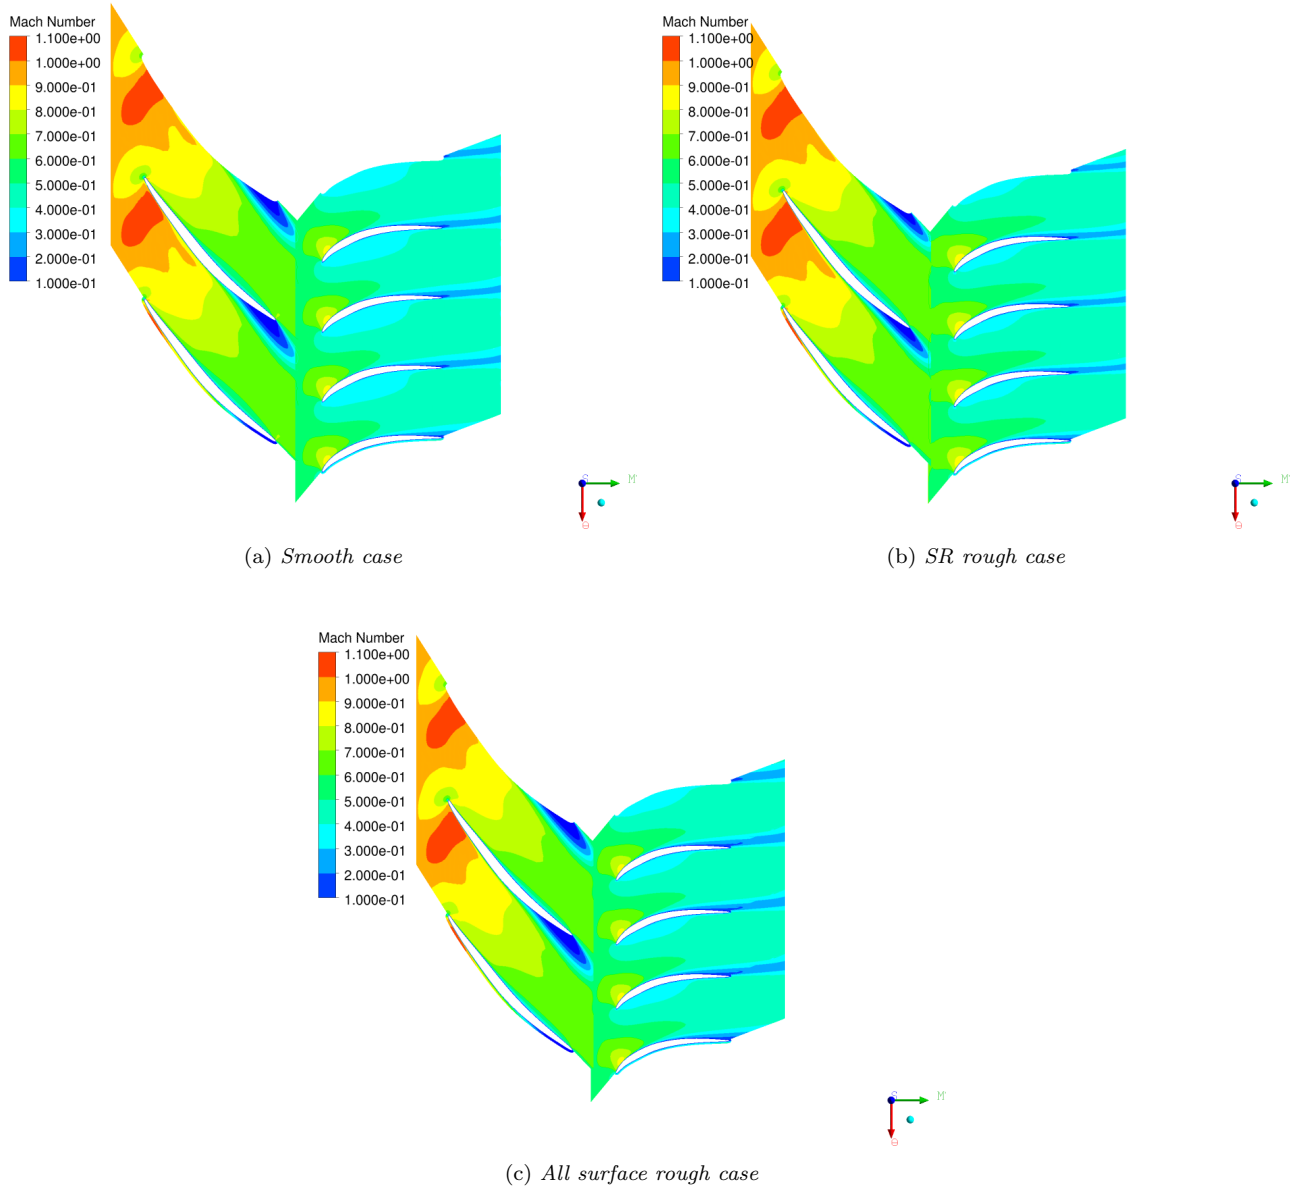 Mach Number
1.100e+00
1.000e+00
9.000e-01
8.000e-01
7.000e-01
6.000e-01
5.000e-01
4.000e-01
3.000e-01
2.000e-01
1.000e-01
S
M'
θ
(a) Smooth case
Mach Number
1.100e+00
1.000e+00
9.000e-01
8.000e-01
7.000e-01
6.000e-01
5.000e-01
4.000e-01
3.000e-01
2.000e-01
1.000e-01
S
M'
θ
(b) SR rough case
Mach Number
1.100e+00
1.000e+00
9.000e-01
8.000e-01
7.000e-01
6.000e-01
5.000e-01
4.000e-01
3.000e-01
2.000e-01
1.000e-01
S
M'
θ
(c) All surface rough case